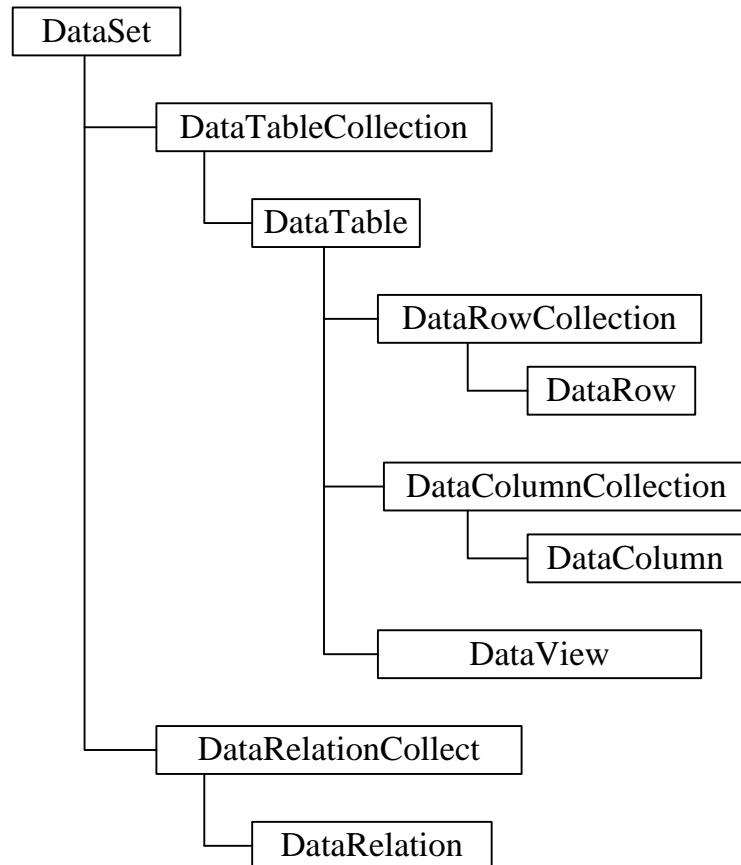 DataSet
DataTableCollection
DataTable
DataRowCollection
DataRow
DataColumnCollection
DataColumn
DataView
DataRelationCollect
DataRelation